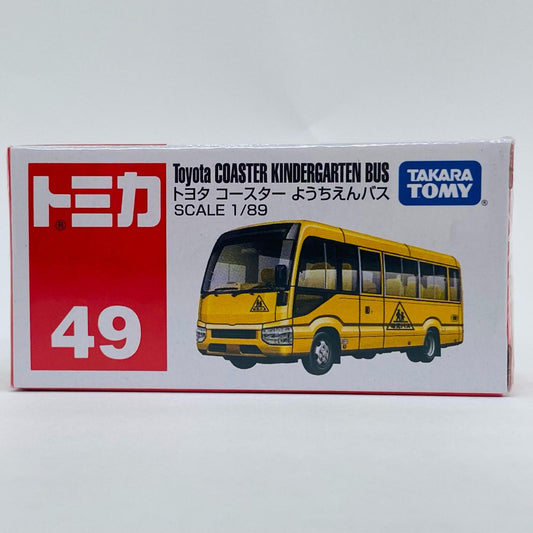 トミカ
®
49
Toyota COASTER KINDERGARTEN BUS
トヨタ コースター ようちえんバス
SCALE 1/89
TAKARA
TOMY
®